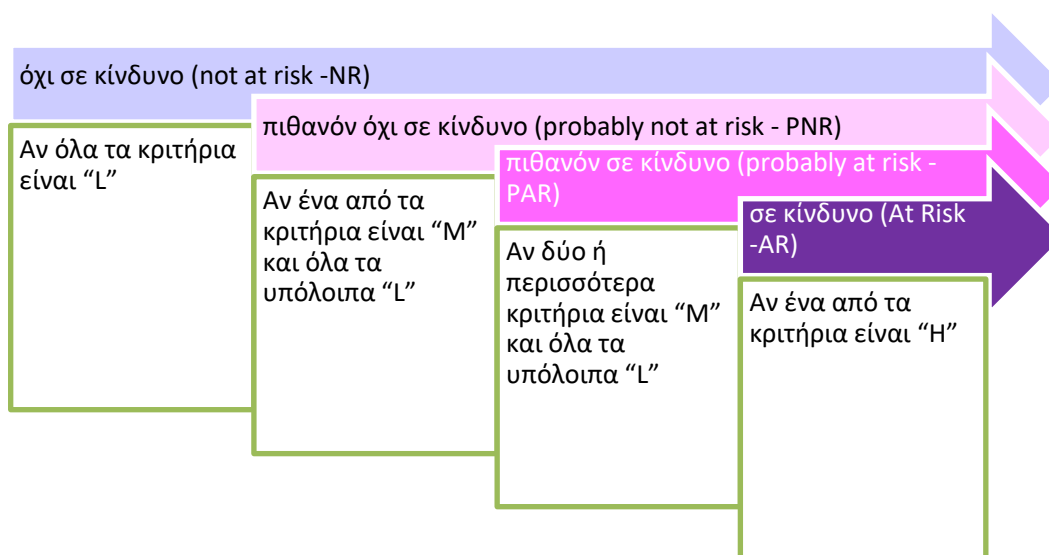 όχι σε κίνδυνο (not at risk -NR)
Αν όλα τα κριτήρια
είναι “L”
πιθανόν όχι σε κίνδυνο (probably not at risk - PNR)
Αν ένα από τα
κριτήρια είναι “M”
και όλα τα
υπόλοιπα “L”
πιθανόν σε κίνδυνο (probably at risk -
PAR)
Αν δύο ή
περισσότερα
κριτήρια είναι “M”
και όλα τα
υπόλοιπα “L”
σε κίνδυνο (At Risk
-AR)
Αν ένα από τα
κριτήρια είναι “H”